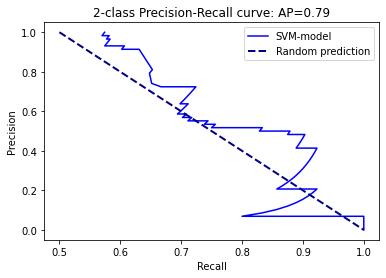 2-class Precision-Recall curve: AP=0.79
SVM-model
Random prediction
Precision
1.0
0.8
0.6
0.4
0.2
0.0
0.5 0.6 0.7 0.8 0.9 1.0
Recall